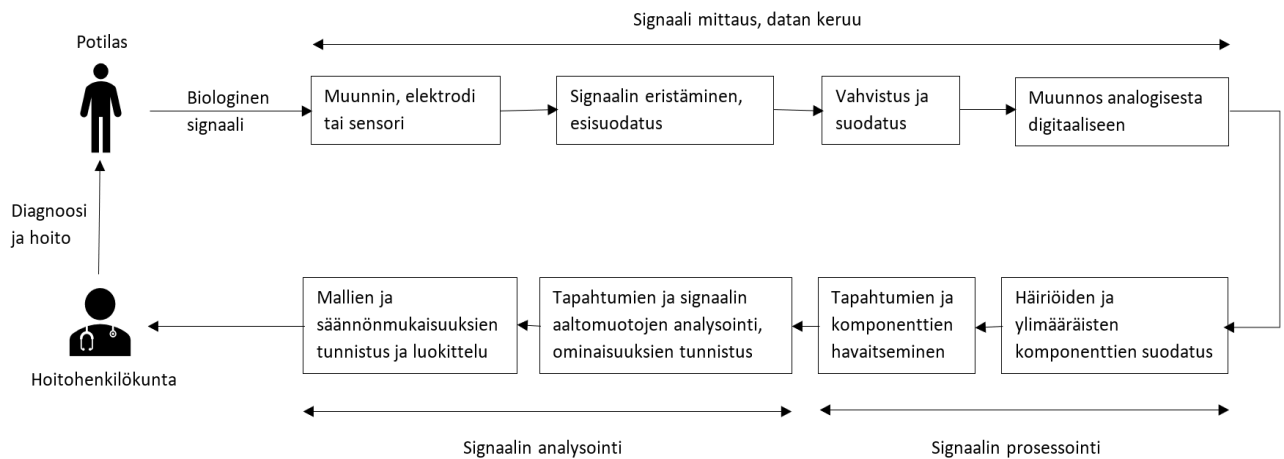 Signaali mittaus, datan keruu
Potilas
Biologinen
signaali
Muunnin, elektrodi
tai sensori
Signaalin eristäminen,
esisuodatus
Vahvistus ja
suodatus
Muunnos analogisesta
digitaaliseen
Diagnoosi
ja hoito
Häiriöiden ja
ylimääräisten
komponenttien suodatus
Tapahtumien ja
komponenttien
havaitseminen
Tapahtumien ja signaalin
aaltomuotojen analysointi,
ominaisuuksien tunnistus
Mallien ja
säännönmukaisuuksien
tunnistus ja luokittelu
Hoitohenkilökunta
Signaalin analysointi
Signaalin prosessointi